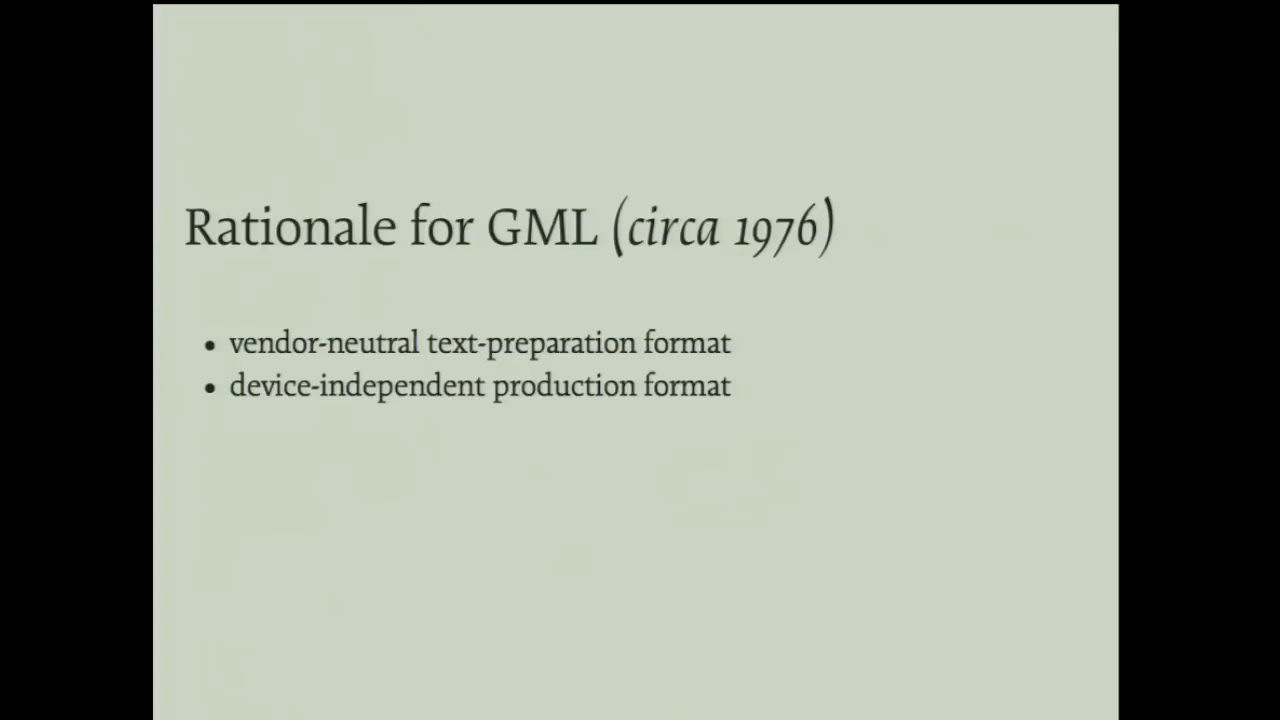 Rationale for GML (circa 1976)
• vendor-neutral text-preparation format
• device-independent production format